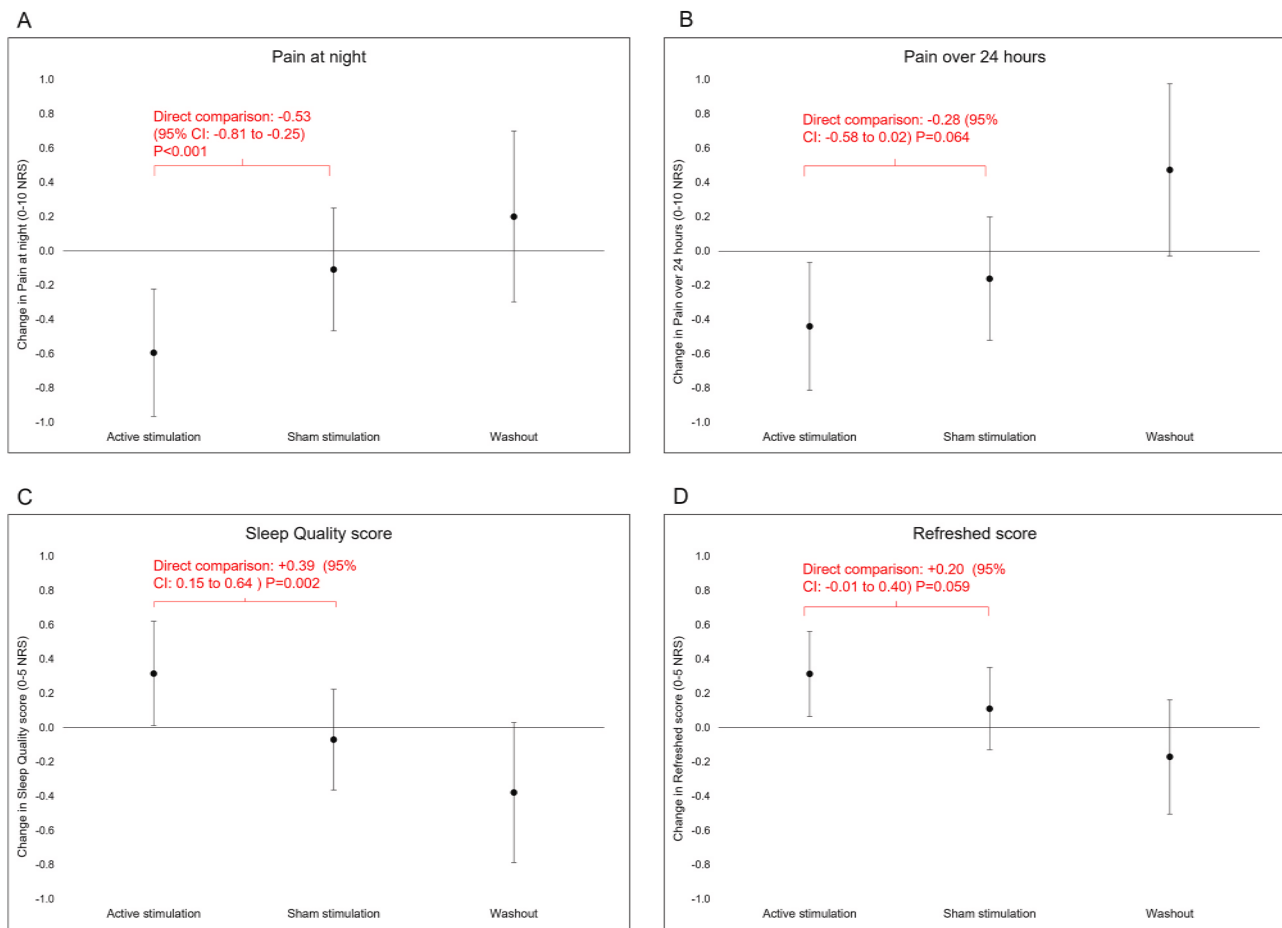 A
Pain at night
Direct comparison: -0.53
(95% CI: -0.81 to -0.25)
P<0.001
Change in Pain at night (0-10 NRS)
1.0
0.8
0.6
0.4
0.2
0.0
-0.2
-0.4
-0.6
-0.8
-1.0
Active stimulation
Sham stimulation
Washout
B
Pain over 24 hours
Direct comparison: -0.28 (95%
CI: -0.58 to 0.02) P=0.064
Change in Pain over 24 hours (0-10 NRS)
1.0
0.8
0.6
0.4
0.2
0.0
-0.2
-0.4
-0.6
-0.8
-1.0
Active stimulation
Sham stimulation
Washout
C
Sleep Quality score
Direct comparison: +0.39 (95%
CI: 0.15 to 0.64 ) P=0.002
Change in Sleep Quality score (0-5 NRS)
1.0
0.8
0.6
0.4
0.2
0.0
-0.2
-0.4
-0.6
-0.8
-1.0
Active stimulation
Sham stimulation
Washout
D
Refreshed score
Direct comparison: +0.20 (95%
CI: -0.01 to 0.40) P=0.059
Change in Refreshed score (0-5 NRS)
1.0
0.8
0.6
0.4
0.2
0.0
-0.2
-0.4
-0.6
-0.8
-1.0
Active stimulation
Sham stimulation
Washout